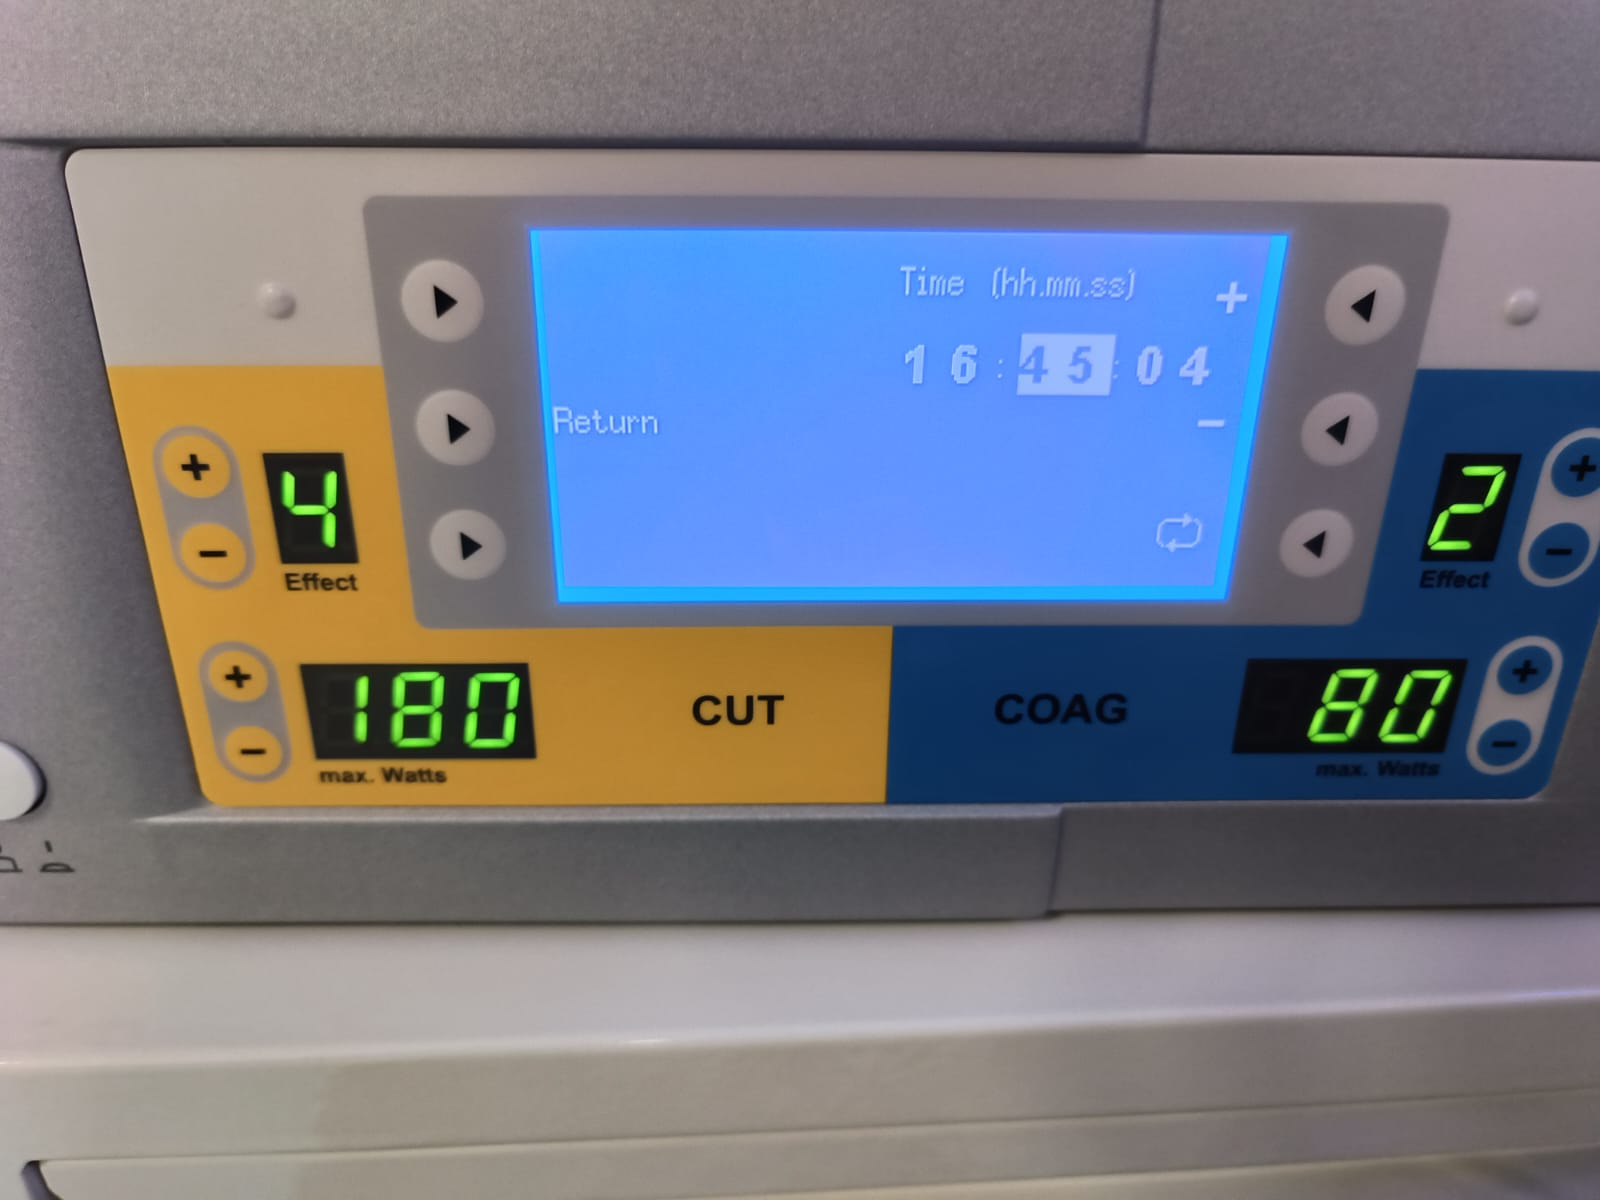 Time (hh.mm.ss)
+
16:45:04
Return
−
+
4
−
Effect
2
+
−
Effect
+
180
−
max. Watts
CUT
COAG
80
+
−
max. Watts